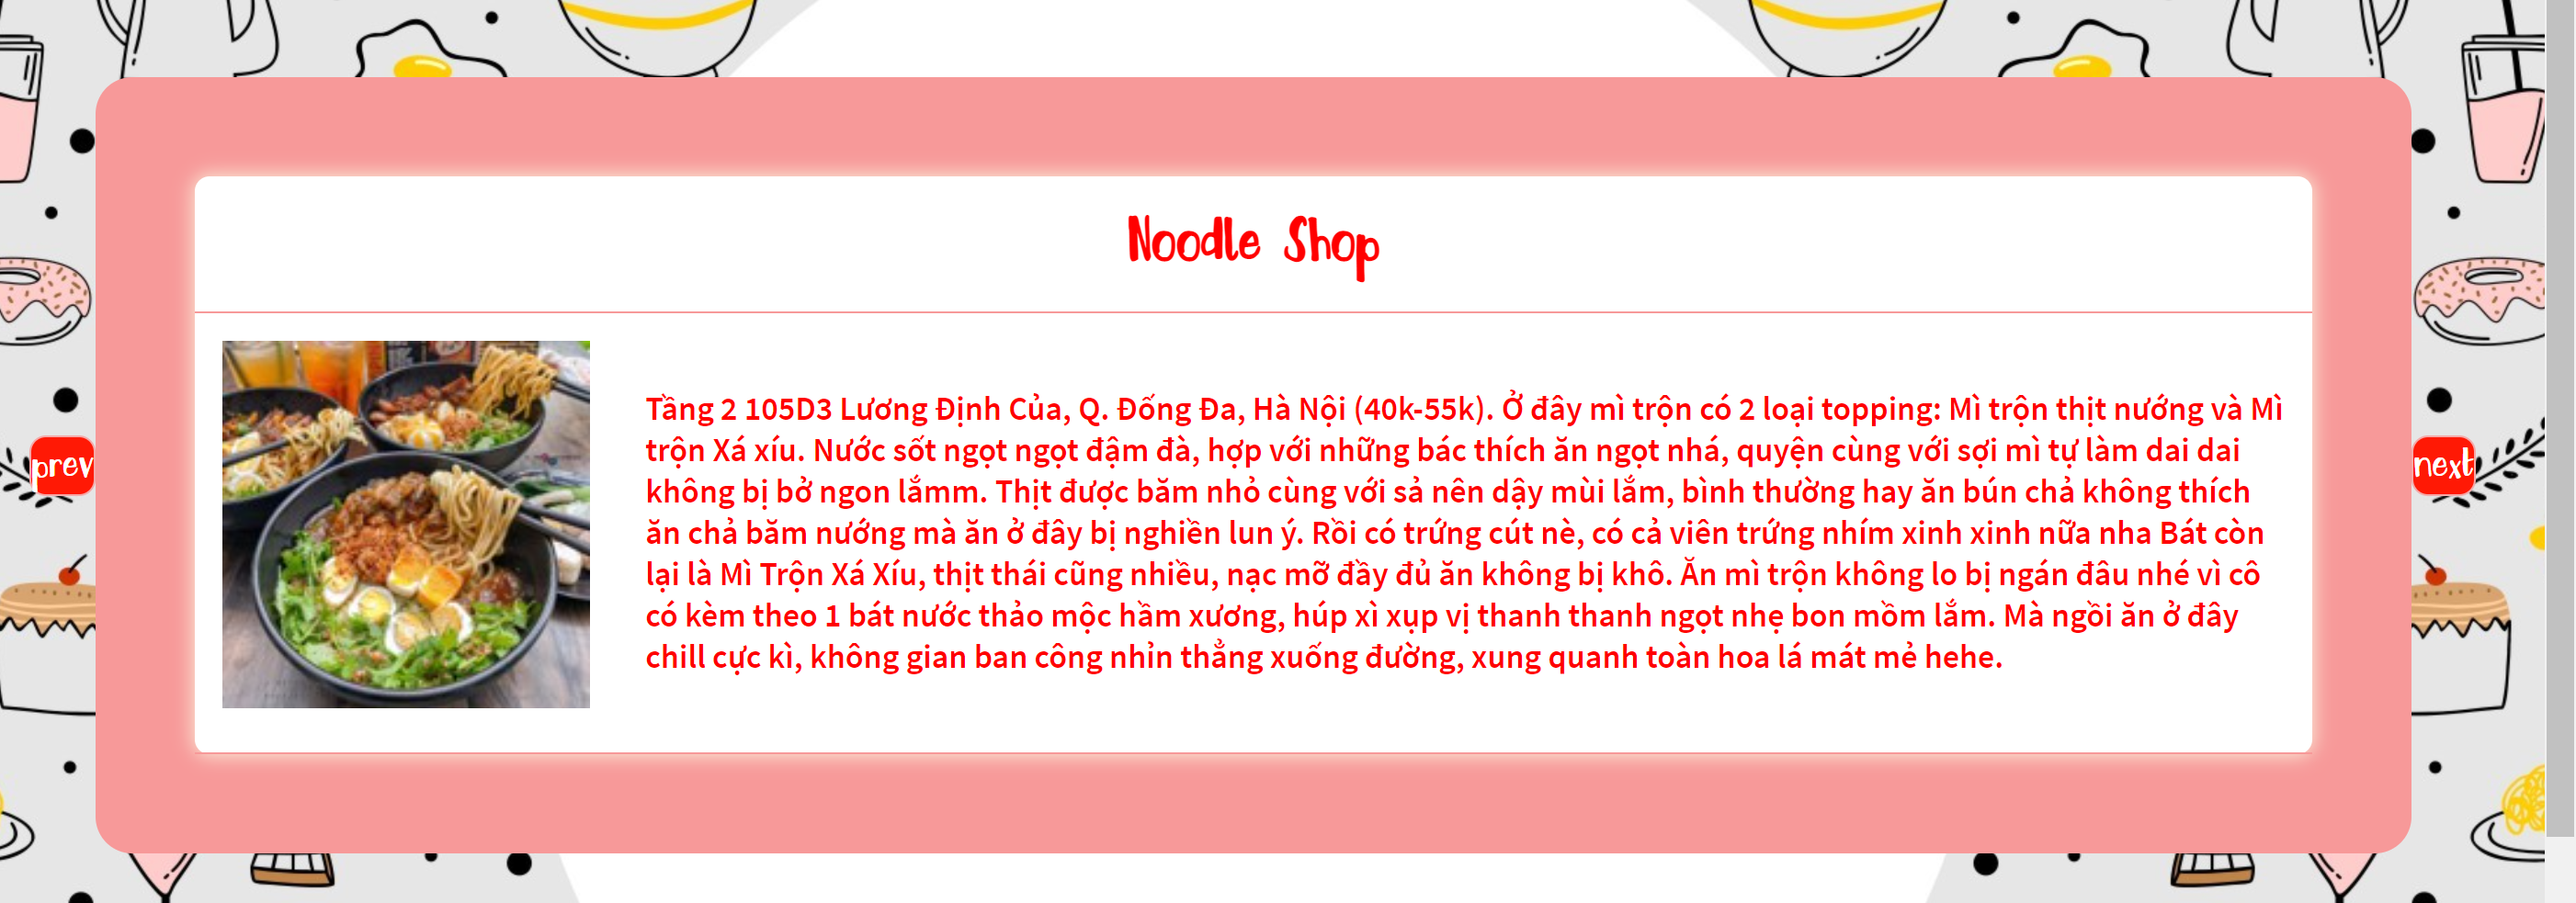 Noodle Shop
Tầng 2 105D3 Lương Định Của, Q. Đống Đa, Hà Nội (40k-55k). Ở đây mì trộn có 2 loại topping: Mì trộn thịt nướng và Mì
trộn Xá xíu. Nước sốt ngọt ngọt đậm đà, hợp với những bác thích ăn ngọt nhá, quyện cùng với sợi mì tự làm dai dai
không bị bở ngon lắmm. Thịt được băm nhỏ cùng với sả nên dậy mùi lắm, bình thường hay ăn bún chả không thích
ăn chả băm nướng mà ăn ở đây bị nghiền lun ý. Rồi có trứng cút nè, có cả viên trứng nhím xinh xinh nữa nha Bát còn
lại là Mì Trộn Xá Xíu, thịt thái cũng nhiều, nạc mỡ đầy đủ ăn không bị khô. Ăn mì trộn không lo bị ngán đâu nhé vì cô
có kèm theo 1 bát nước thảo mộc hầm xương, húp xì xụp vị thanh thanh ngọt nhẹ bon mồm lắm. Mà ngồi ăn ở đây
chill cực kì, không gian ban công nhỉn thẳng xuống đường, xung quanh toàn hoa lá mát mẻ hehe.
prev
next